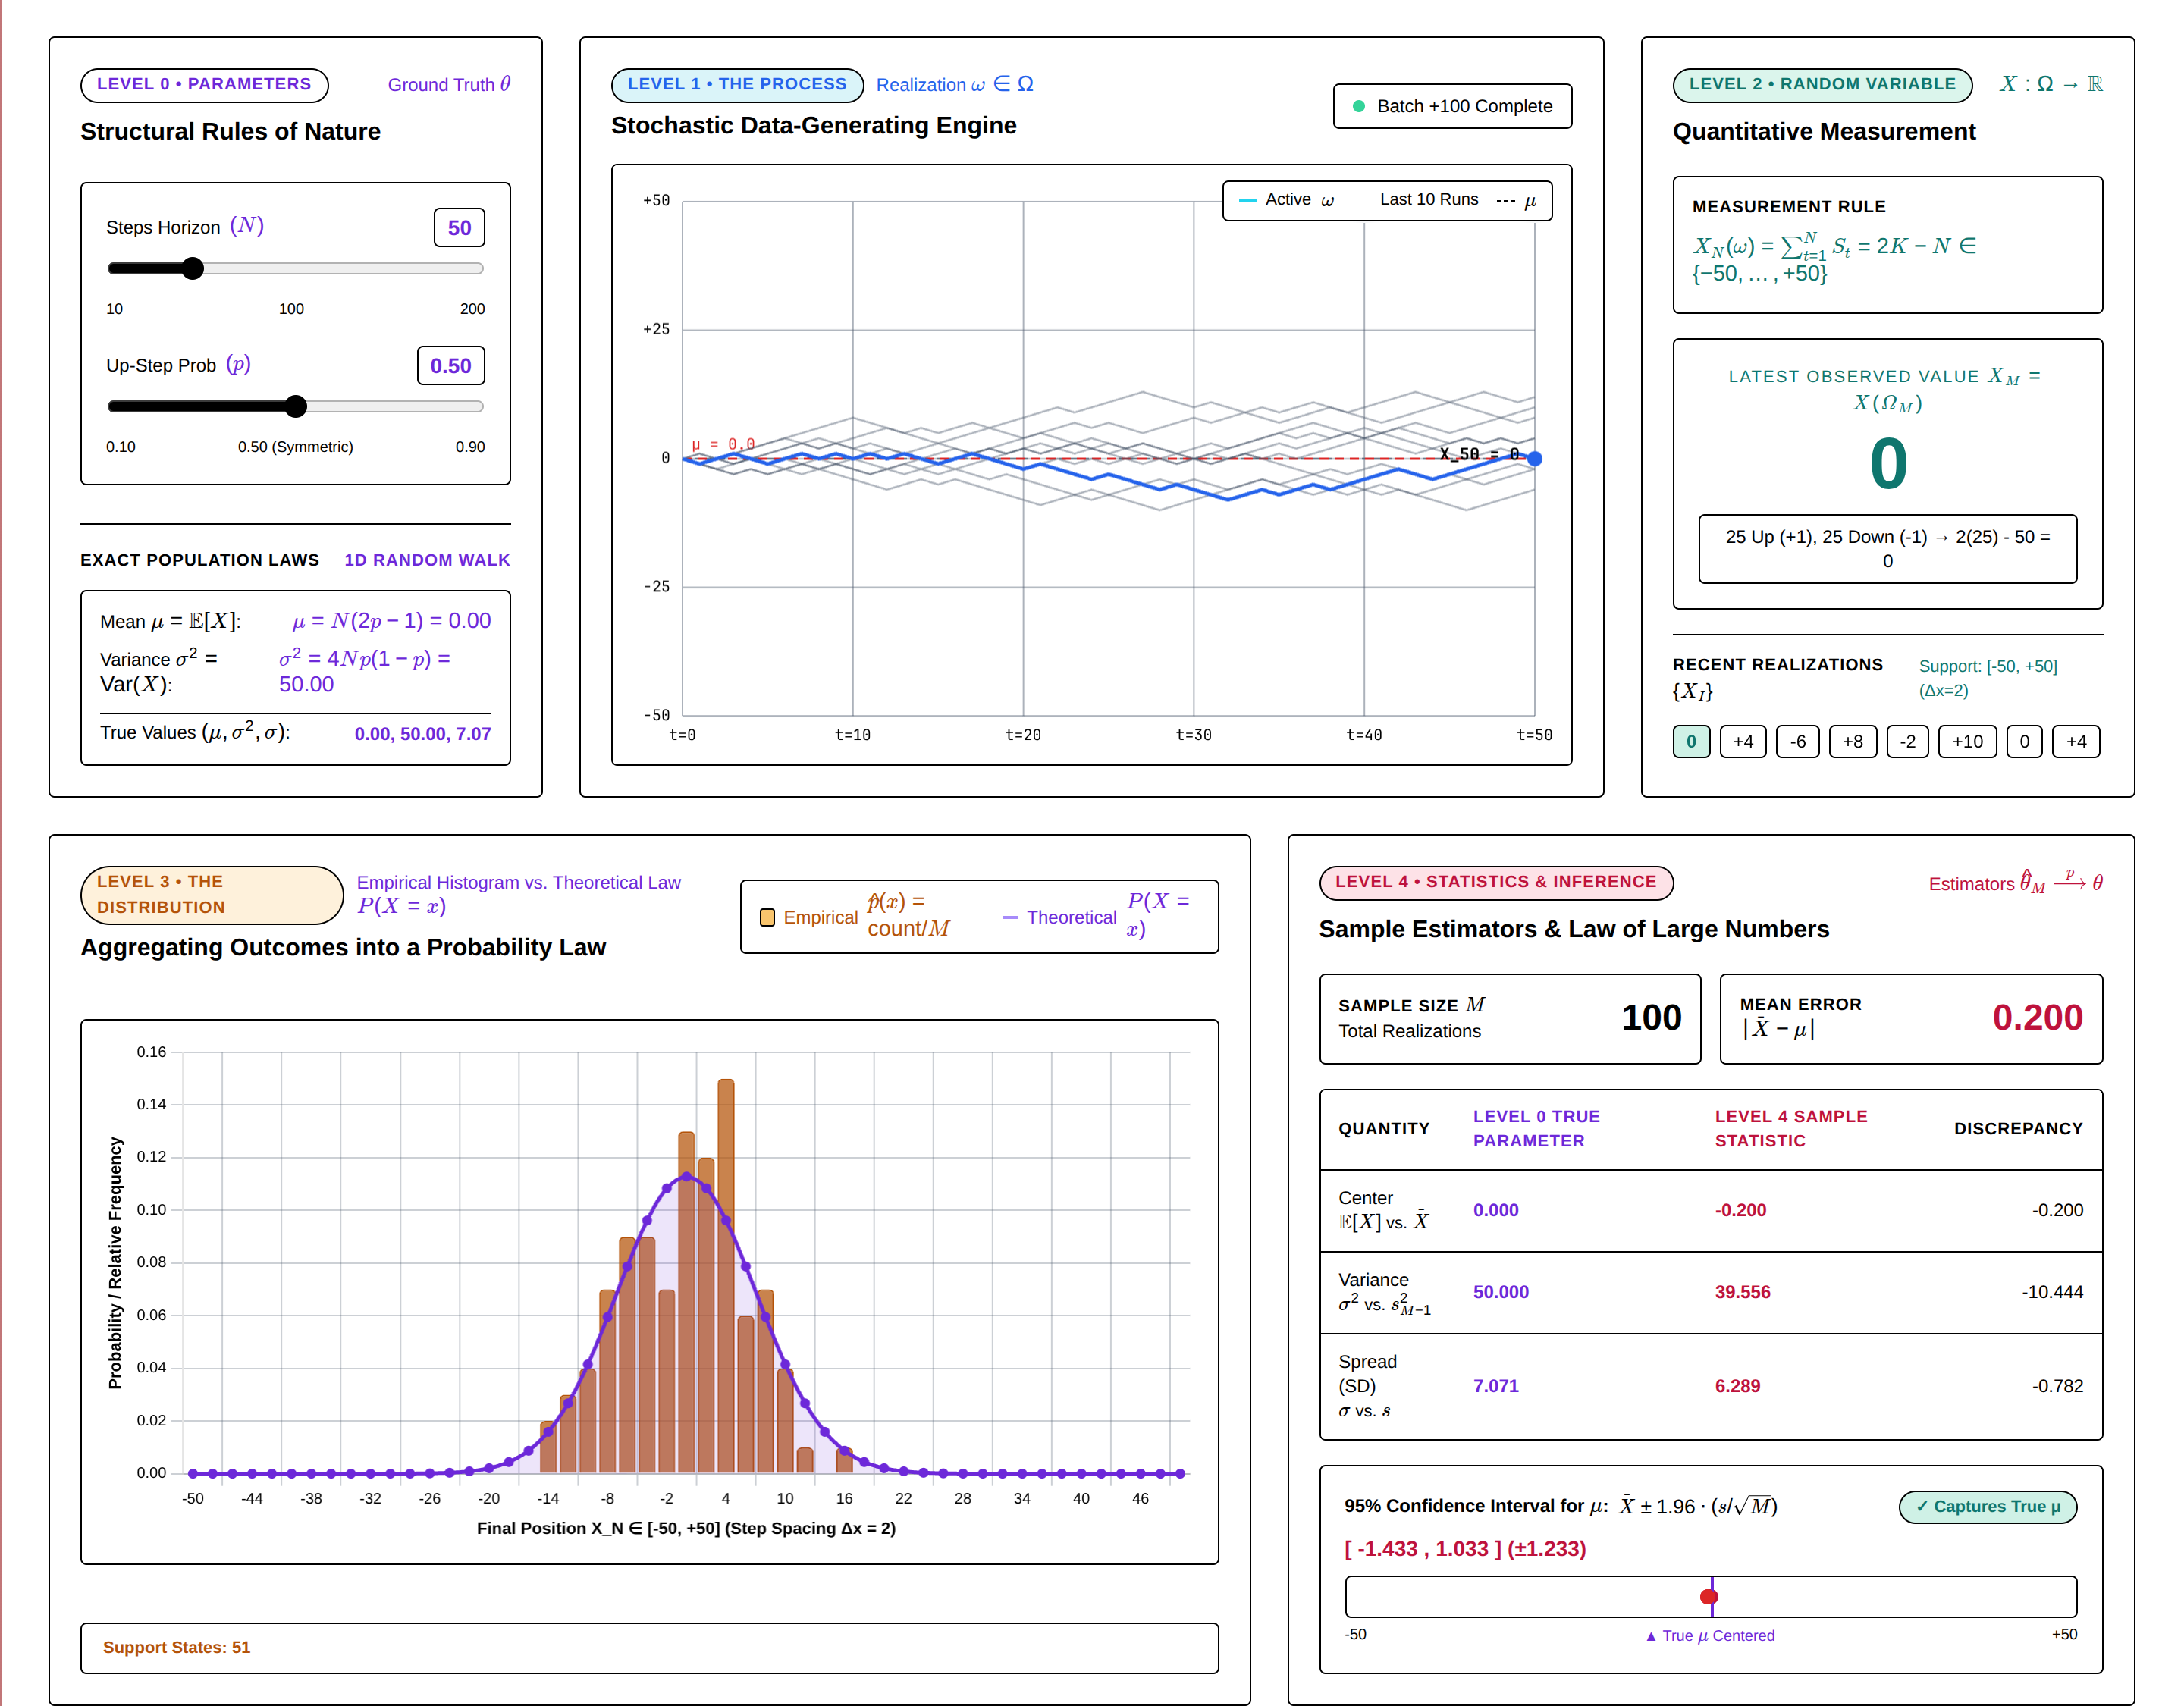 LEVEL 0 • PARAMETERS
Ground Truth θ
Structural Rules of Nature
Steps Horizon (N)
50
10 100 200
Up-Step Prob (p)
0.50
0.10 0.50 (Symmetric) 0.90
EXACT POPULATION LAWS 1D RANDOM WALK
Mean μ = 𝔼[X]: μ = N(2p − 1) = 0.00
Variance σ² = Var(X): σ² = 4Np(1 − p) = 50.00
True Values (μ, σ², σ): 0.00, 50.00, 7.07
LEVEL 1 • THE PROCESS
Realization ω ∈ Ω
Stochastic Data-Generating Engine
Batch +100 Complete
Active ω Last 10 Runs --- μ
+50
+25
0
-25
-50
μ = 0.0
X_50 = 0
t=0 t=10 t=20 t=30 t=40 t=50
LEVEL 2 • RANDOM VARIABLE
X : Ω → ℝ
Quantitative Measurement
MEASUREMENT RULE
X_N(ω) = ∑_{t=1}^{N} S_t = 2K − N ∈
{−50, … , +50}
LATEST OBSERVED VALUE X_M =
X(Ω_M)
0
25 Up (+1), 25 Down (-1) → 2(25) - 50 =
0
RECENT REALIZATIONS
{X_I}
Support: [-50, +50]
(Δx=2)
0 +4 -6 +8 -2 +10 0 +4
LEVEL 3 • THE
DISTRIBUTION
Empirical Histogram vs. Theoretical Law
P(X = x)
Aggregating Outcomes into a Probability Law
Empirical p̂(x) =
count/M
Theoretical P(X =
x)
0.16
0.14
0.12
0.10
0.08
0.06
0.04
0.02
0.00
Probability / Relative Frequency
-50 -44 -38 -32 -26 -20 -14 -8 -2 4 10 16 22 28 34 40 46
Final Position X_N ∈ [-50, +50] (Step Spacing Δx = 2)
Support States: 51
LEVEL 4 • STATISTICS & INFERENCE
Estimators θ̂_M →^p θ
Sample Estimators & Law of Large Numbers
SAMPLE SIZE M
Total Realizations
100
MEAN ERROR
|X̄ − μ|
0.200
QUANTITY
LEVEL 0 TRUE
PARAMETER
LEVEL 4 SAMPLE
STATISTIC
DISCREPANCY
Center
𝔼[X] vs. X̄
0.000 -0.200 -0.200
Variance
σ² vs. s²_{M−1}
50.000 39.556 -10.444
Spread
(SD)
σ vs. s
7.071 6.289 -0.782
95% Confidence Interval for μ: X̄ ± 1.96 · (s/√M)
✓ Captures True μ
[ -1.433 , 1.033 ] (±1.233)
-50 ▲ True μ Centered +50